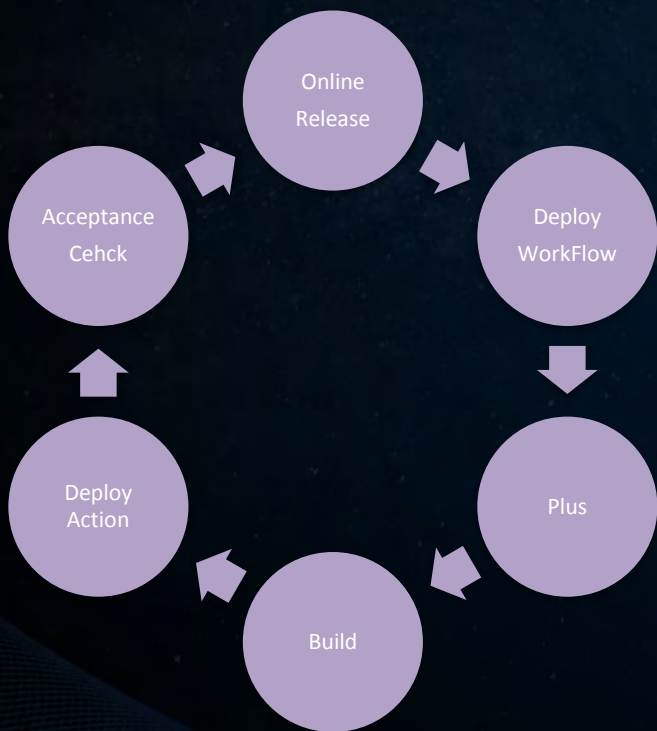 Online
Release
Deploy
WorkFlow
Plus
Build
Deploy
Action
Acceptance
Cehck